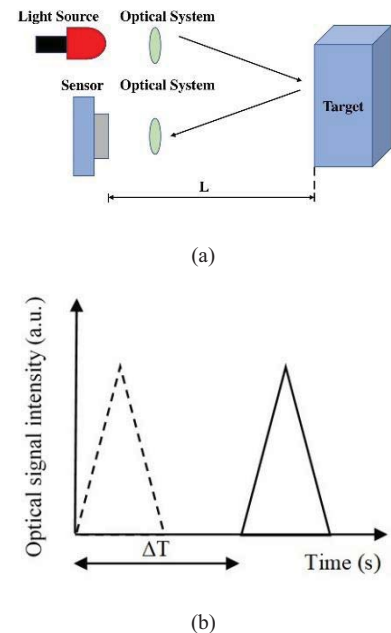 Light Source Optical System
Sensor Optical System
Target
L
(a)
Optical signal intensity (a.u.)
ΔT
Time (s)
(b)